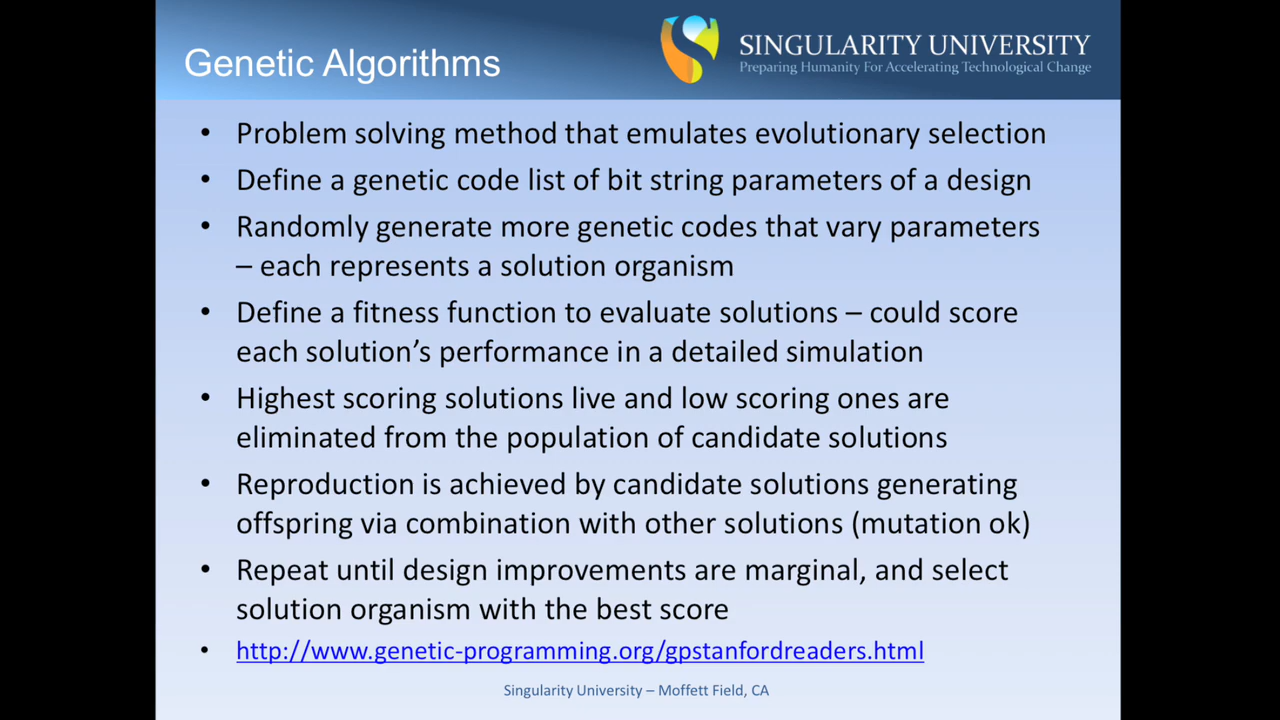 Genetic Algorithms
SINGULARITY UNIVERSITY
Preparing Humanity For Accelerating Technological Change
• Problem solving method that emulates evolutionary selection
• Define a genetic code list of bit string parameters of a design
• Randomly generate more genetic codes that vary parameters
– each represents a solution organism
• Define a fitness function to evaluate solutions – could score
each solution’s performance in a detailed simulation
• Highest scoring solutions live and low scoring ones are
eliminated from the population of candidate solutions
• Reproduction is achieved by candidate solutions generating
offspring via combination with other solutions (mutation ok)
• Repeat until design improvements are marginal, and select
solution organism with the best score
• http://www.genetic-programming.org/gpstanfordreaders.html
Singularity University – Moffett Field, CA